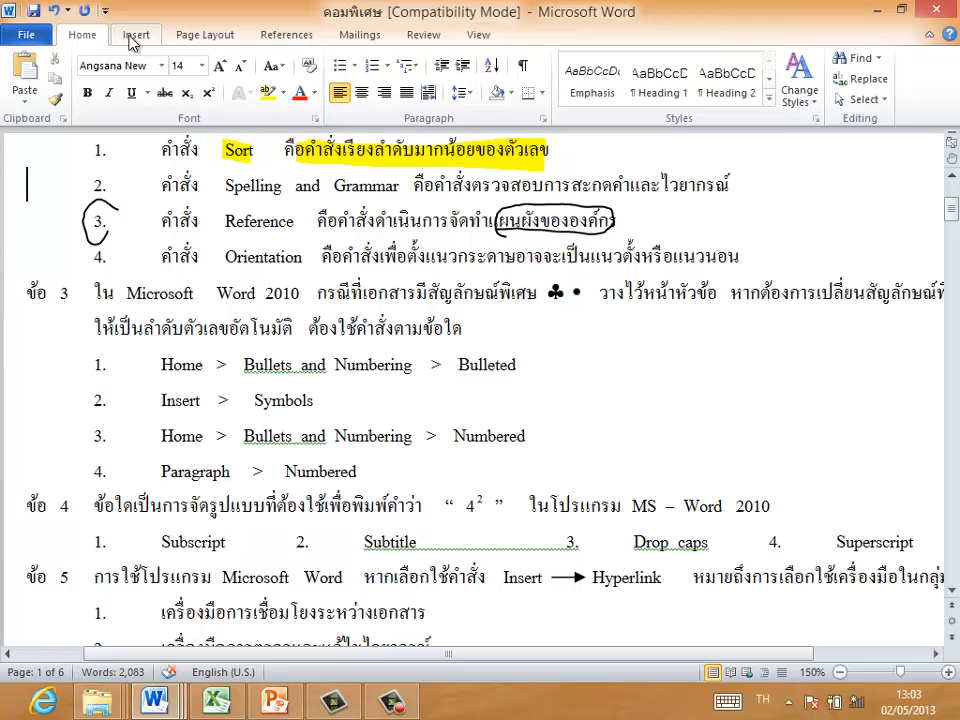 คอมพิเศษ [Compatibility Mode] - Microsoft Word
File Home Insert Page Layout References Mailings Review View
Paste
Angsana New 14
AaBbCcDc AaBbCcD AaBbCcD
Emphasis ¶ Heading 1 ¶ Heading 2
Change Styles
Find
Replace
Select
Clipboard Font Paragraph Styles Editing
1. คำสั่ง Sort คือคำสั่งเรียงลำดับมากน้อยของตัวเลข
2. คำสั่ง Spelling and Grammar คือคำสั่งตรวจสอบการสะกดคำและไวยากรณ์
3. คำสั่ง Reference คือคำสั่งดำเนินการจัดทำแผนผังขององค์กร
4. คำสั่ง Orientation คือคำสั่งเพื่อตั้งแนวกระดาษอาจจะเป็นแนวตั้งหรือแนวนอน
ข้อ 3 ใน Microsoft Word 2010 กรณีที่เอกสารมีสัญลักษณ์พิเศษ ♣ • วางไว้หน้าหัวข้อ หากต้องการเปลี่ยนสัญลักษณ์
ให้เป็นลำดับตัวเลขอัตโนมัติ ต้องใช้คำสั่งตามข้อใด
1. Home > Bullets and Numbering > Bulleted
2. Insert > Symbols
3. Home > Bullets and Numbering > Numbered
4. Paragraph > Numbered
ข้อ 4 ข้อใดเป็นการจัดรูปแบบที่ต้องใช้เพื่อพิมพ์คำว่า “ 4² ” ในโปรแกรม MS – Word 2010
1. Subscript 2. Subtitle 3. Drop caps 4. Superscript
ข้อ 5 การใช้โปรแกรม Microsoft Word หากเลือกใช้คำสั่ง Insert → Hyperlink หมายถึงการเลือกใช้เครื่องมือในกลุ่ม
1. เครื่องมือการเชื่อมโยงระหว่างเอกสาร
Page: 1 of 6 Words: 2,083 English (U.S.) 150%
TH 13:03
02/05/2013